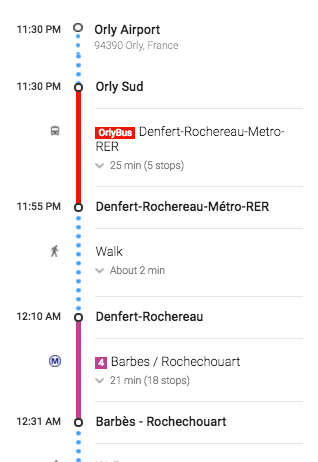 11:30 PM Orly Airport
94390 Orly, France
11:30 PM Orly Sud
OrlyBus Denfert-Rochereau-Metro-
RER
25 min (5 stops)
11:55 PM Denfert-Rochereau-Métro-RER
Walk
About 2 min
12:10 AM Denfert-Rochereau
M 4 Barbes / Rochechouart
21 min (18 stops)
12:31 AM Barbès - Rochechouart